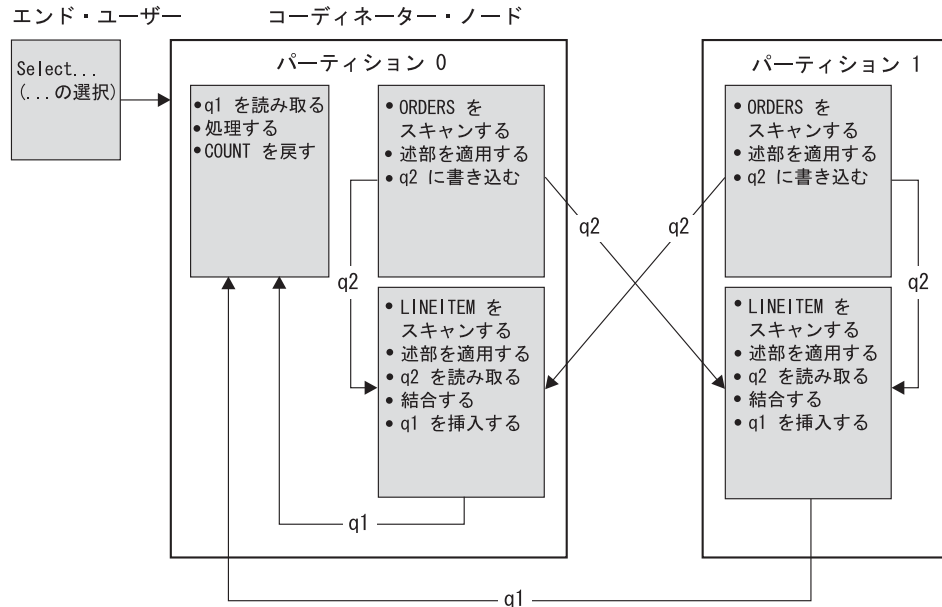 エンド・ユーザー
コーディネーター・ノード
Select...
(...の選択)
パーティション 0
•q1 を読み取る
•処理する
•COUNT を戻す
• ORDERS を
スキャンする
• 述部を適用する
• q2 に書き込む
q2
q2
• LINEITEM を
スキャンする
• 述部を適用する
• q2 を読み取る
• 結合する
• q1 を挿入する
q1
パーティション 1
• ORDERS を
スキャンする
• 述部を適用する
• q2 に書き込む
q2
q2
• LINEITEM を
スキャンする
• 述部を適用する
• q2 を読み取る
• 結合する
• q1 を挿入する
q1